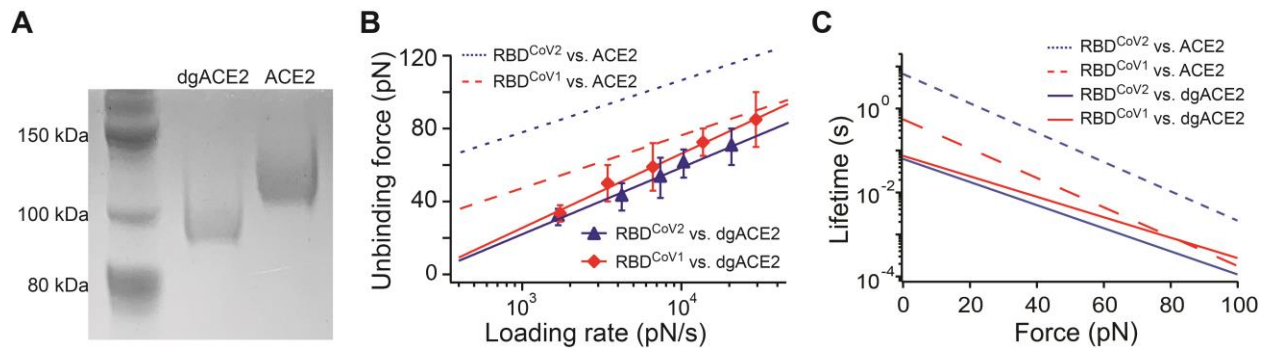 A
dgACE2 ACE2
150 kDa
100 kDa
80 kDa
B
RBD^CoV2 vs. ACE2
RBD^CoV1 vs. ACE2
120
80
40
0
Unbinding force (pN)
RBD^CoV2 vs. dgACE2
RBD^CoV1 vs. dgACE2
10^3
10^4
Loading rate (pN/s)
C
RBD^CoV2 vs. ACE2
RBD^CoV1 vs. ACE2
RBD^CoV2 vs. dgACE2
RBD^CoV1 vs. dgACE2
10^0
10^-2
10^-4
Lifetime (s)
0 20 40 60 80 100
Force (pN)